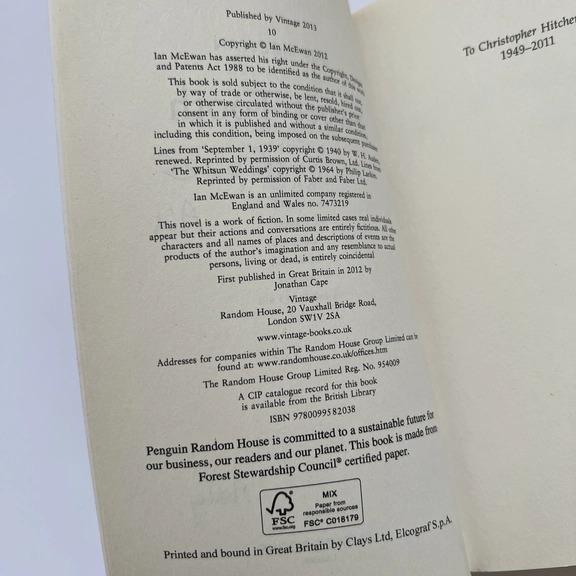 Published by Vintage 2013
10
Copyright © Ian McEwan 2012
Ian McEwan has asserted his right under the Copyright, Designs
and Patents Act 1988 to be identified as the author of this work
This book is sold subject to the condition that it shall not,
by way of trade or otherwise, be lent, resold, hired out,
or otherwise circulated without the publisher's prior
consent in any form of binding or cover other than that
in which it is published and without a similar condition,
including this condition, being imposed on the subsequent purchaser
Lines from 'September 1, 1939' copyright © 1940 by W. H. Auden,
renewed. Reprinted by permission of Curtis Brown, Ltd. Lines from
'The Whitsun Weddings' copyright © 1964 by Philip Larkin.
Reprinted by permission of Faber and Faber Ltd.
Ian McEwan is an unlimited company registered in
England and Wales no. 7473219
This novel is a work of fiction. In some limited cases real individuals
appear but their actions and conversations are entirely fictitious. All other
characters and all names of places and descriptions of events are the
products of the author's imagination and any resemblance to actual
persons, living or dead, is entirely coincidental
First published in Great Britain in 2012 by
Jonathan Cape
Vintage
Random House, 20 Vauxhall Bridge Road,
London SW1V 2SA
www.vintage-books.co.uk
Addresses for companies within The Random House Group Limited can be
found at: www.randomhouse.co.uk/offices.htm
The Random House Group Limited Reg. No. 954009
A CIP catalogue record for this book
is available from the British Library
ISBN 9780099582038
Penguin Random House is committed to a sustainable future for
our business, our readers and our planet. This book is made from
Forest Stewardship Council® certified paper.
FSC
www.fsc.org
MIX
Paper from
responsible sources
FSC® C018179
Printed and bound in Great Britain by Clays Ltd, Elcograf S.p.A.
To Christopher Hitchen
1949–2011